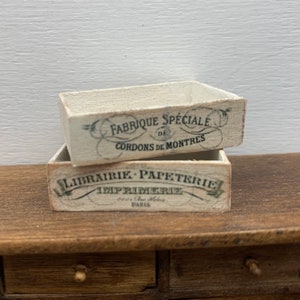 FABRIQUE SPÉCIALE
DE
CORDONS DE MONTRES
LIBRAIRIE · PAPETERIE
IMPRIMERIE
PARIS